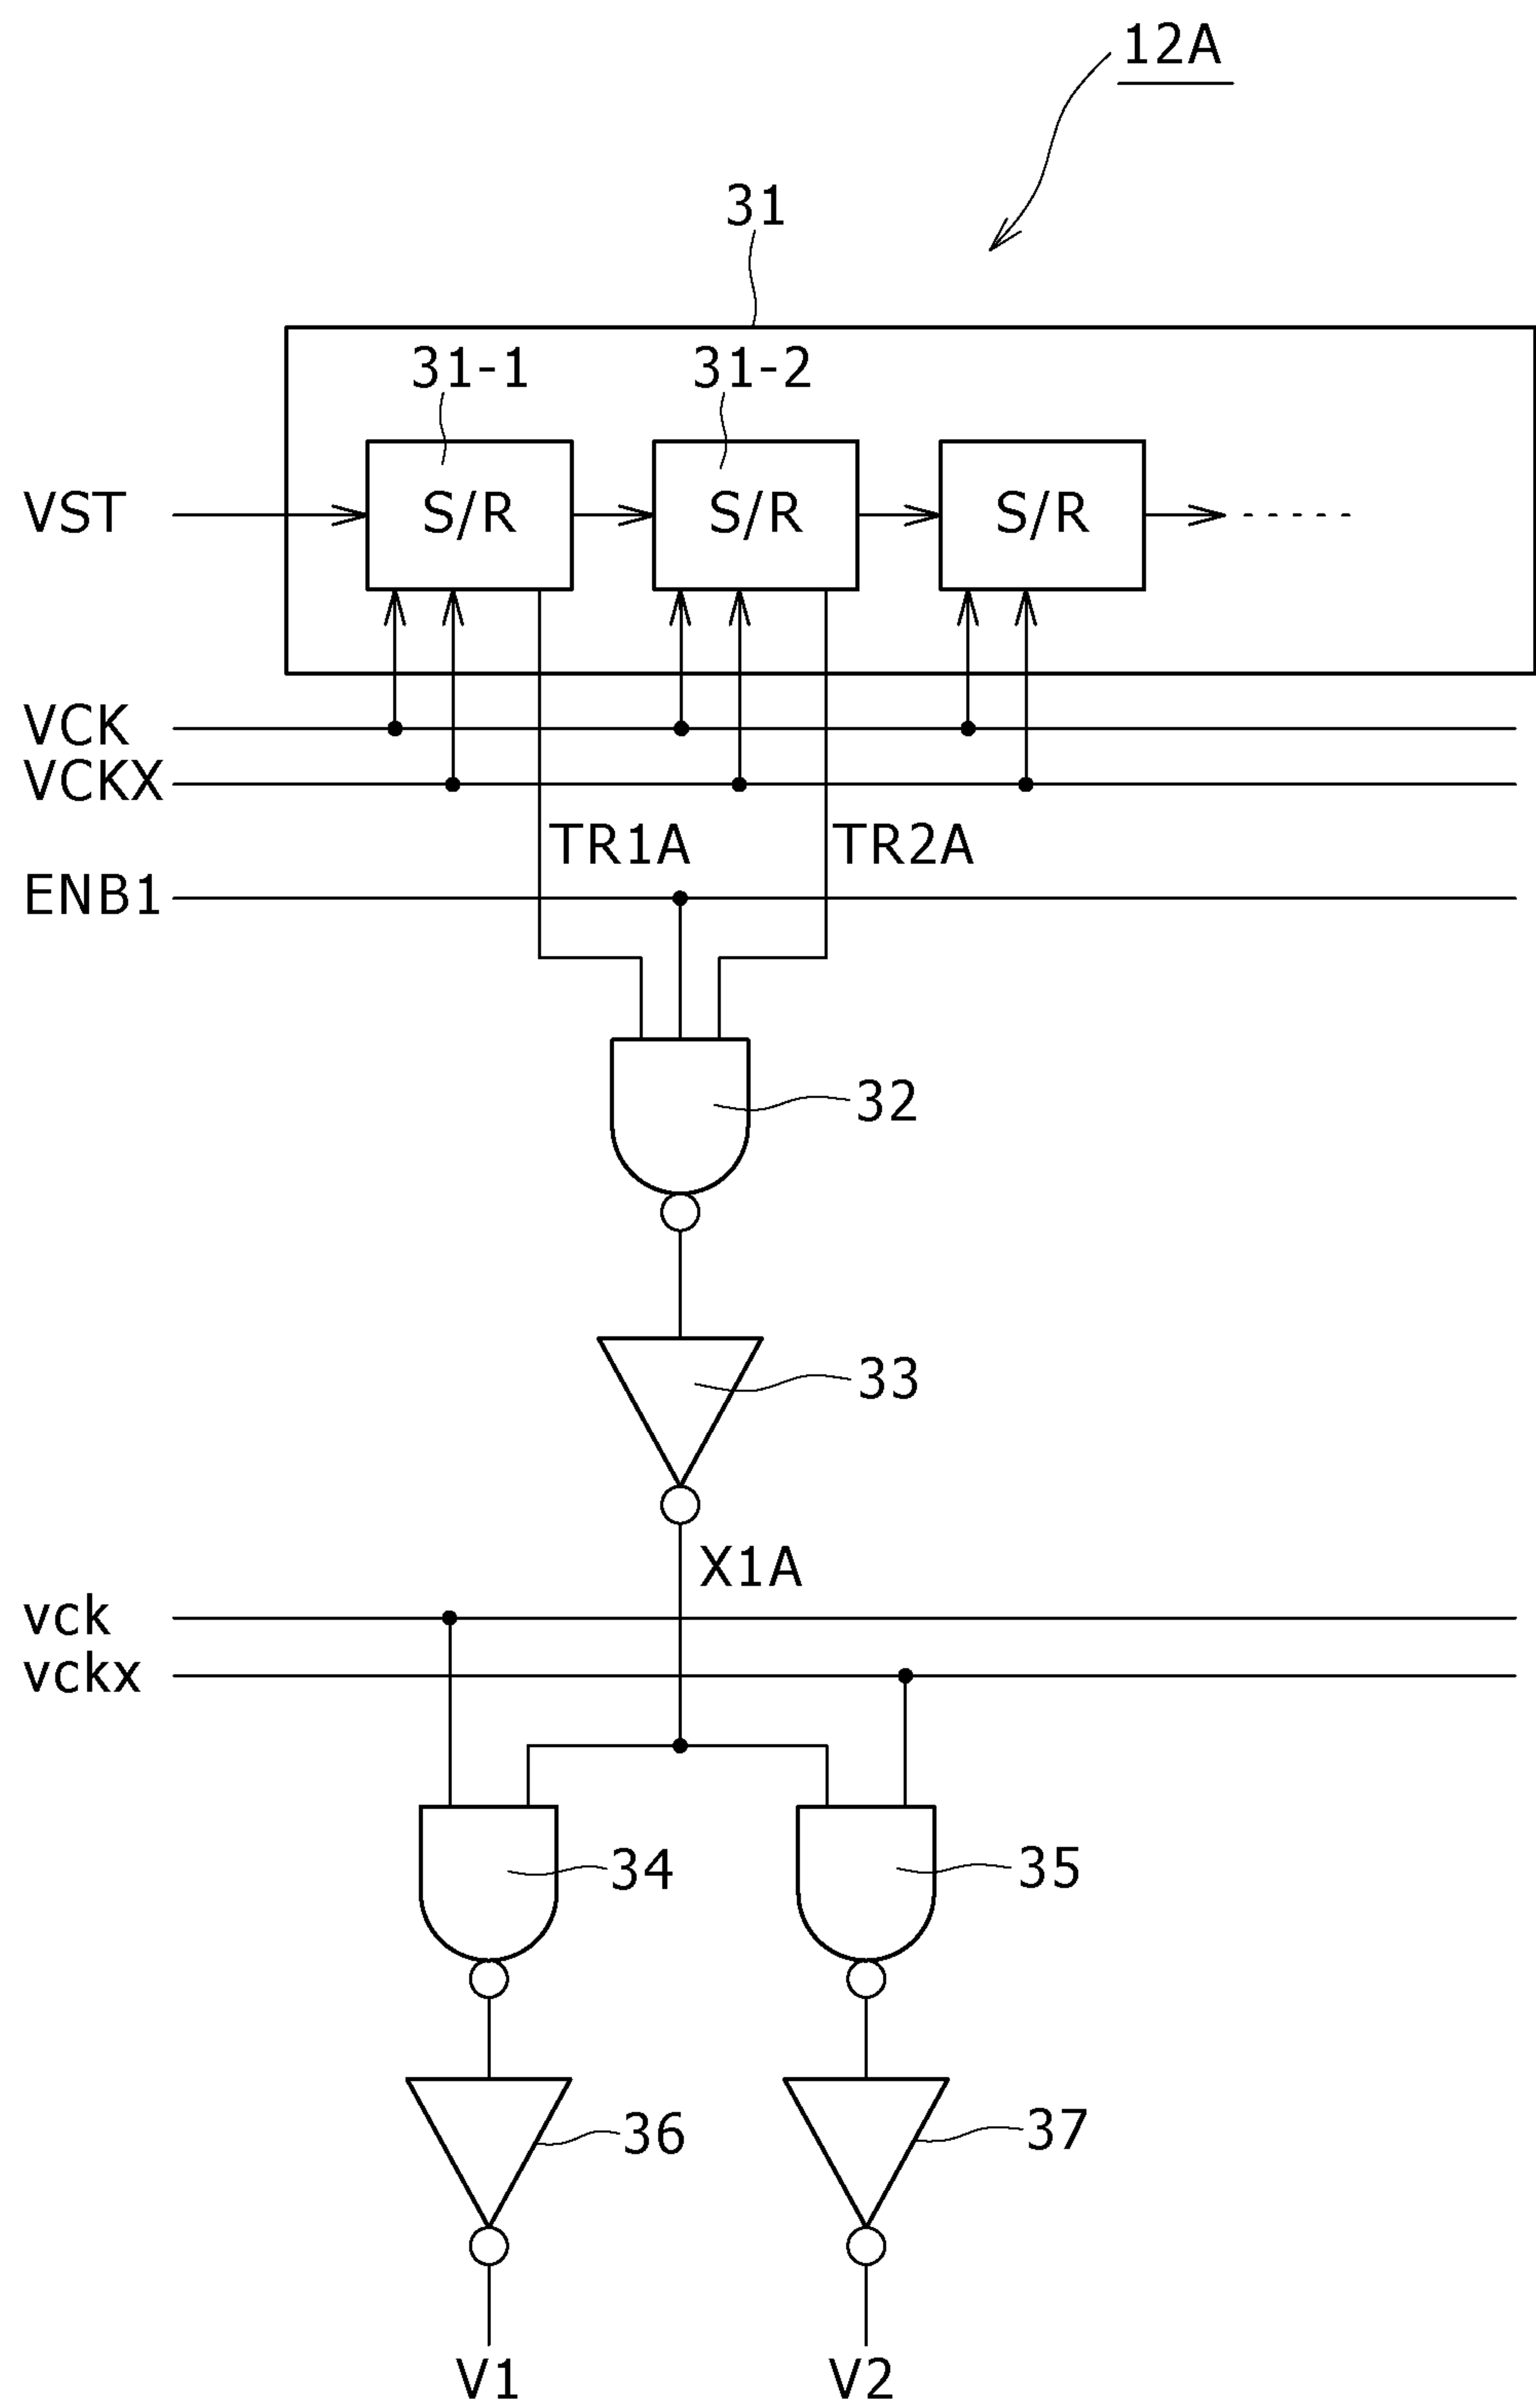 12A
31
31-1
31-2
VST
S/R
S/R
S/R
VCK
VCKX
TR1A
TR2A
ENB1
32
33
X1A
vck
vckx
34
35
36
37
V1
V2